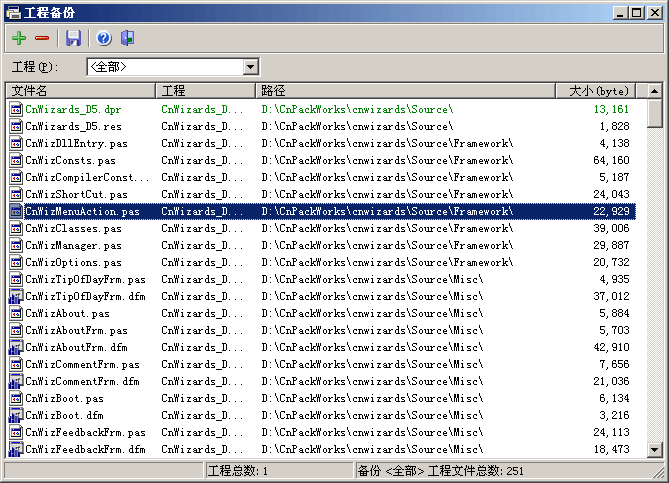 工程备份
工程(P): <全部>
文件名 工程 路径 大小(byte)
CnWizards_D5.dpr CnWizards_D... D:\CnPackWorks\cnwizards\Source\ 13,161
CnWizards_D5.res CnWizards_D... D:\CnPackWorks\cnwizards\Source\ 1,828
CnWizDllEntry.pas CnWizards_D... D:\CnPackWorks\cnwizards\Source\Framework\ 4,138
CnWizConsts.pas CnWizards_D... D:\CnPackWorks\cnwizards\Source\Framework\ 64,160
CnWizCompilerConst... CnWizards_D... D:\CnPackWorks\cnwizards\Source\Framework\ 5,187
CnWizShortCut.pas CnWizards_D... D:\CnPackWorks\cnwizards\Source\Framework\ 24,043
CnWizMenuAction.pas CnWizards_D... D:\CnPackWorks\cnwizards\Source\Framework\ 22,929
CnWizClasses.pas CnWizards_D... D:\CnPackWorks\cnwizards\Source\Framework\ 39,006
CnWizManager.pas CnWizards_D... D:\CnPackWorks\cnwizards\Source\Framework\ 29,887
CnWizOptions.pas CnWizards_D... D:\CnPackWorks\cnwizards\Source\Framework\ 20,732
CnWizTipOfDayFrm.pas CnWizards_D... D:\CnPackWorks\cnwizards\Source\Misc\ 4,935
CnWizTipOfDayFrm.dfm CnWizards_D... D:\CnPackWorks\cnwizards\Source\Misc\ 37,012
CnWizAbout.pas CnWizards_D... D:\CnPackWorks\cnwizards\Source\Misc\ 5,884
CnWizAboutFrm.pas CnWizards_D... D:\CnPackWorks\cnwizards\Source\Misc\ 5,703
CnWizAboutFrm.dfm CnWizards_D... D:\CnPackWorks\cnwizards\Source\Misc\ 42,910
CnWizCommentFrm.pas CnWizards_D... D:\CnPackWorks\cnwizards\Source\Misc\ 7,656
CnWizCommentFrm.dfm CnWizards_D... D:\CnPackWorks\cnwizards\Source\Misc\ 21,036
CnWizBoot.pas CnWizards_D... D:\CnPackWorks\cnwizards\Source\Misc\ 6,134
CnWizBoot.dfm CnWizards_D... D:\CnPackWorks\cnwizards\Source\Misc\ 3,216
CnWizFeedbackFrm.pas CnWizards_D... D:\CnPackWorks\cnwizards\Source\Misc\ 24,113
CnWizFeedbackFrm.dfm CnWizards_D... D:\CnPackWorks\cnwizards\Source\Misc\ 18,473
工程总数: 1 备份 <全部> 工程文件总数: 251